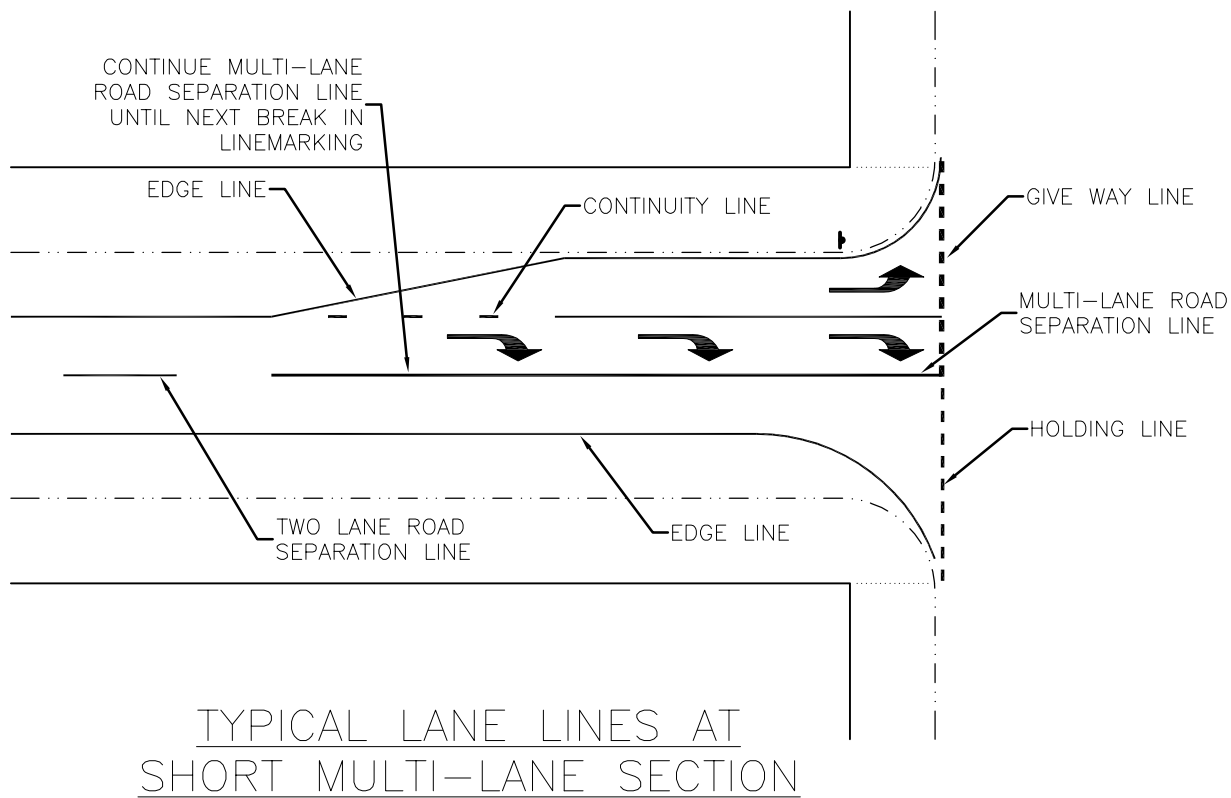 CONTINUE MULTI-LANE
ROAD SEPARATION LINE
UNTIL NEXT BREAK IN
LINEMARKING
EDGE LINE
CONTINUITY LINE
GIVE WAY LINE
MULTI-LANE ROAD
SEPARATION LINE
HOLDING LINE
TWO LANE ROAD
SEPARATION LINE
EDGE LINE
TYPICAL LANE LINES AT
SHORT MULTI-LANE SECTION